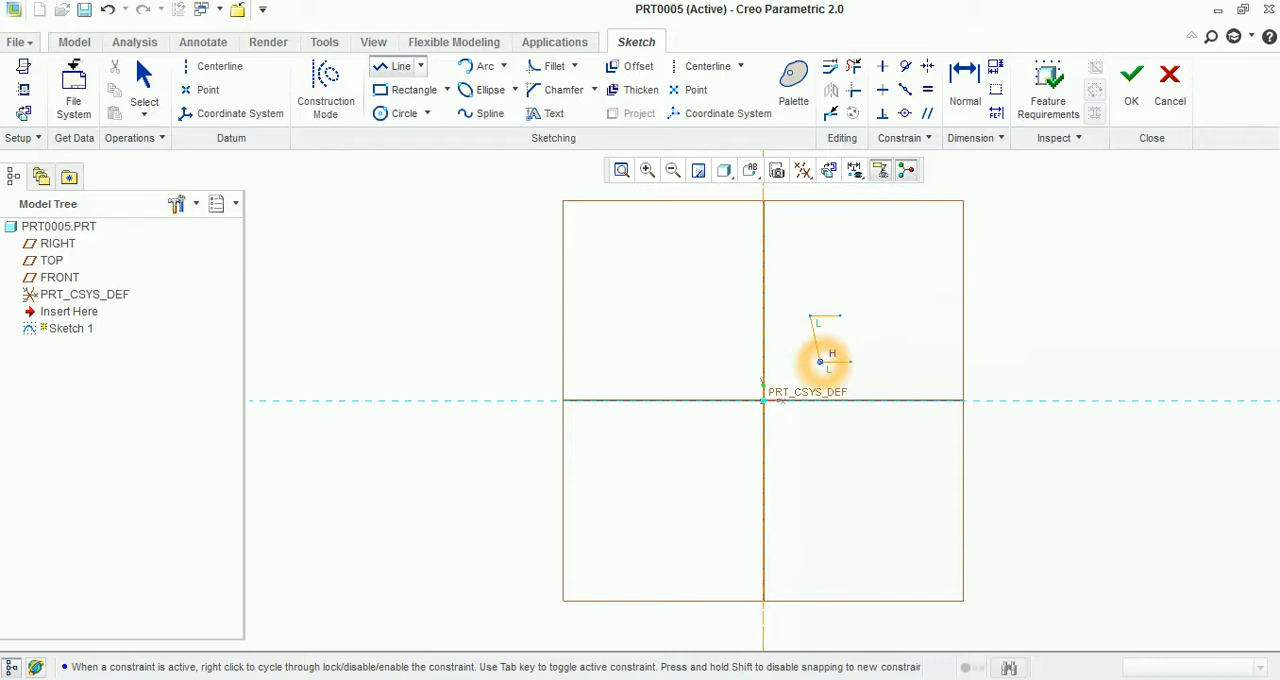 PRT0005 (Active) - Creo Parametric 2.0
File Model Analysis Annotate Render Tools View Flexible Modeling Applications Sketch
File System
Select
Centerline
Point
Coordinate System
Construction Mode
Line Arc Fillet Offset Centerline
Rectangle Ellipse Chamfer Thicken Point
Circle Spline Text Project Coordinate System
Palette
Normal
Feature Requirements
OK Cancel
Setup Get Data Operations Datum Sketching Editing Constrain Dimension Inspect Close
Model Tree
PRT0005.PRT
RIGHT
TOP
FRONT
PRT_CSYS_DEF
Insert Here
Sketch 1
L
H
L
PRT_CSYS_DEF
When a constraint is active, right click to cycle through lock/disable/enable the constraint. Use Tab key to toggle active constraint. Press and hold Shift to disable snapping to new constrair